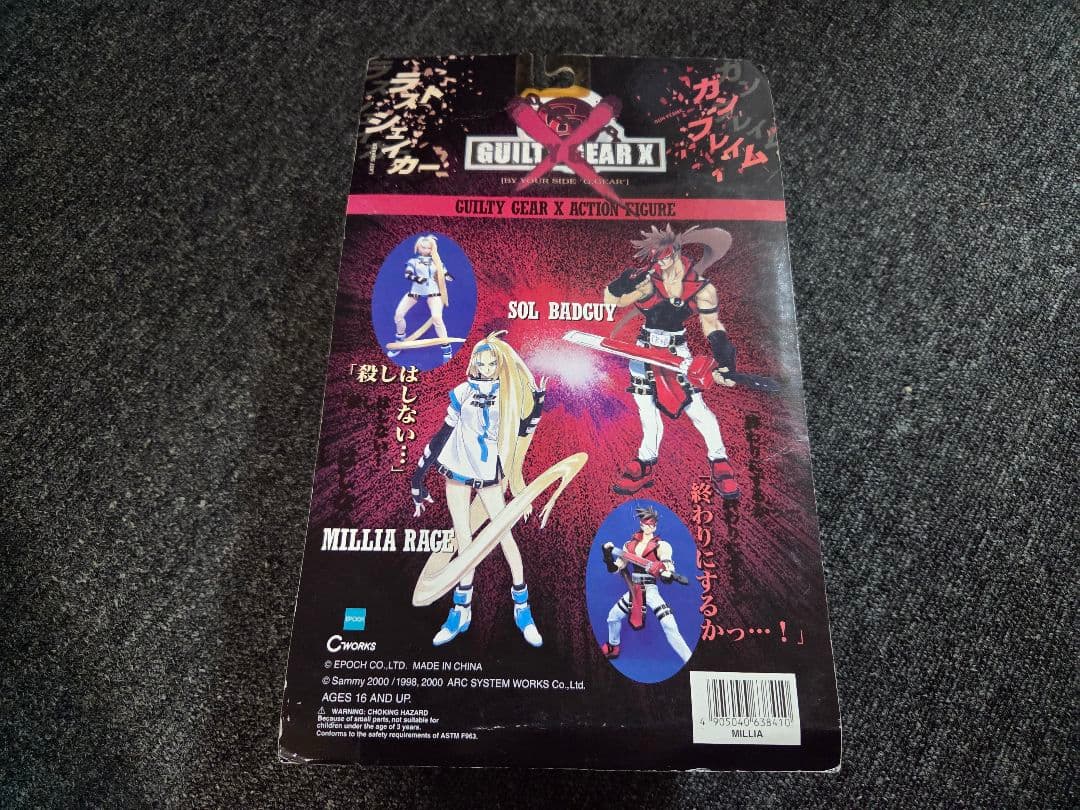 ラストシェイカー
ガンフレイム
GUILTY GEAR X
[BY YOUR SIDE "G.GEAR"]
GUILTY GEAR X ACTION FIGURE
SOL BADGUY
「殺しはしない…」
MILLIA RAGE
「終わりにするかっ…!」
EPOCH
C-WORKS
© EPOCH CO.,LTD. MADE IN CHINA
© Sammy 2000 / 1998, 2000 ARC SYSTEM WORKS Co.,Ltd.
AGES 16 AND UP.
⚠ WARNING: CHOKING HAZARD
Because of small parts, not suitable for
children under the age of 3 years.
Conforms to the safety requirements of ASTM F963.
4 905040 638410
MILLIA